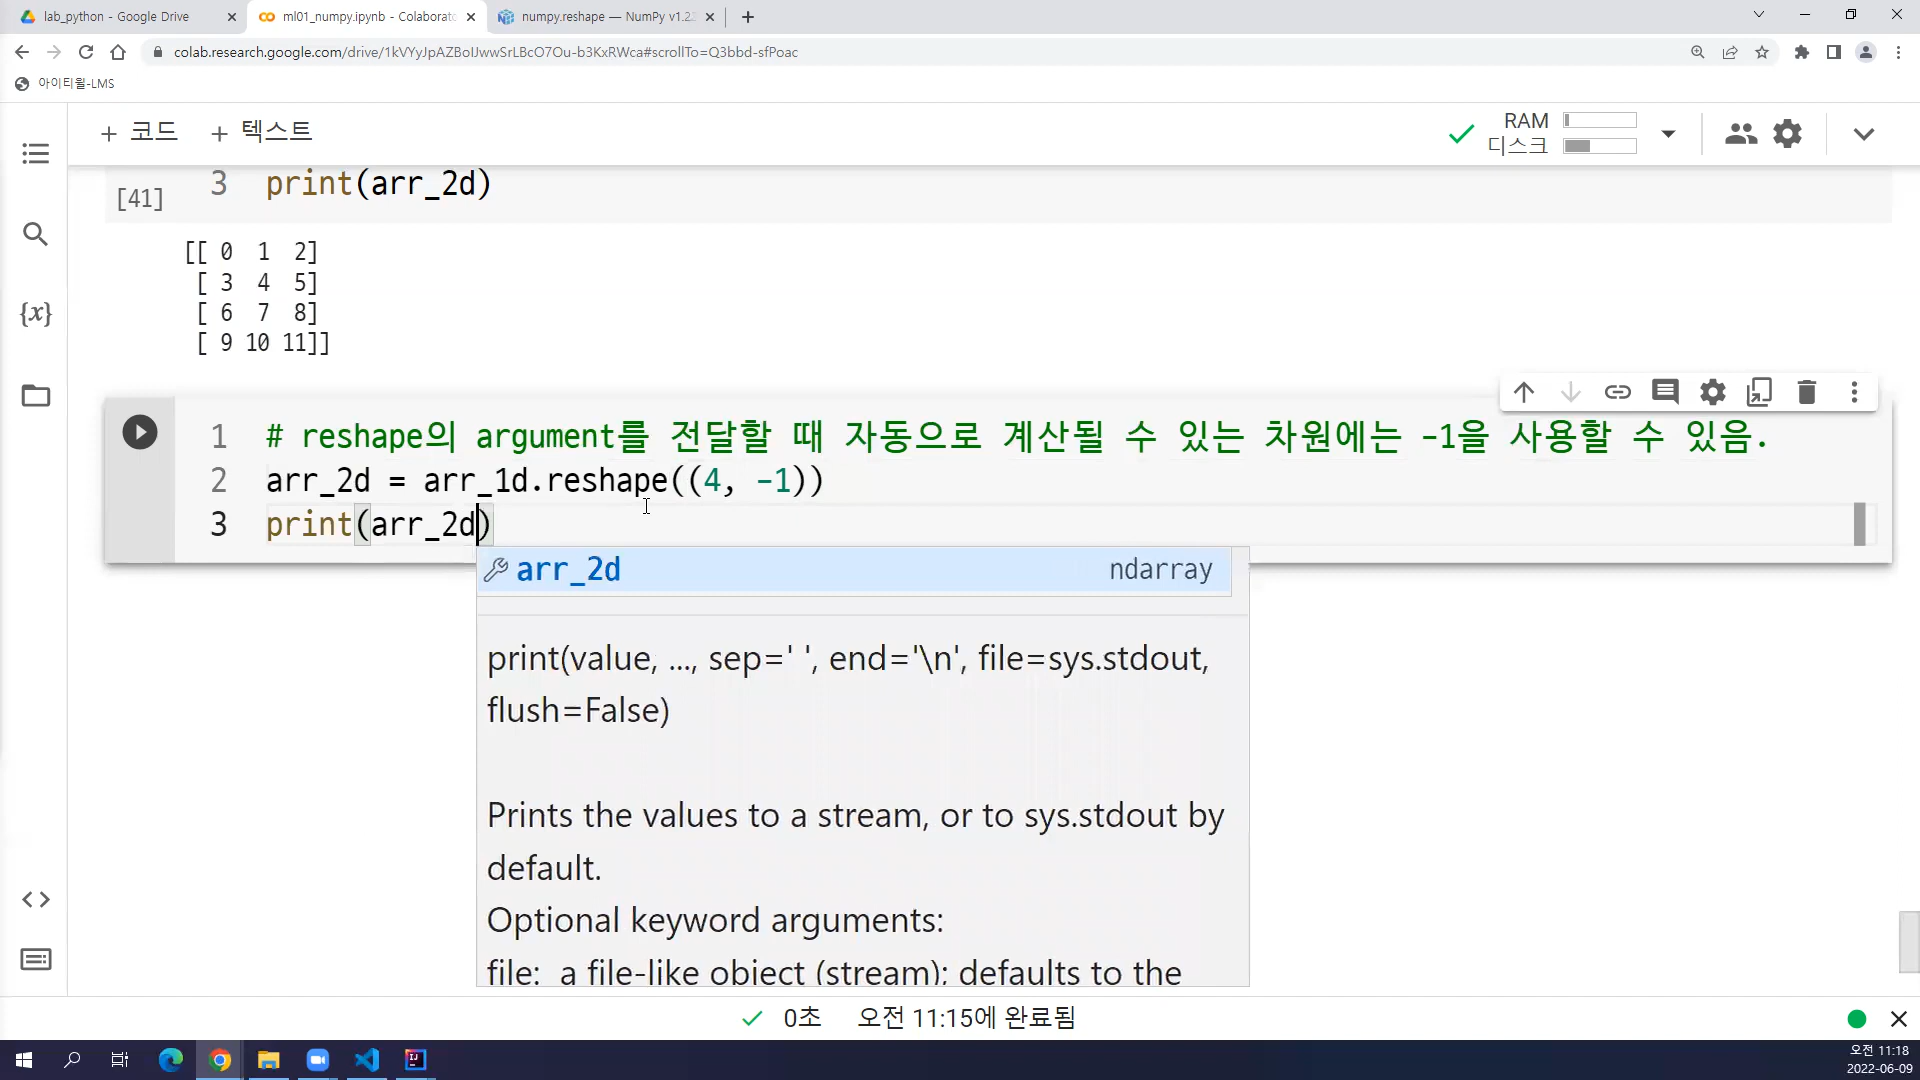 lab_python - Google Drive
ml01_numpy.ipynb - Colaborato
numpy.reshape — NumPy v1.22
colab.research.google.com/drive/1kVYyJpAZBoIJwwSrLBcO7Ou-b3KxRWca#scrollTo=Q3bbd-sfPoac
아이티윌-LMS
+ 코드 + 텍스트
RAM
디스크
[41]
3 print(arr_2d)
[[ 0 1 2]
[ 3 4 5]
[ 6 7 8]
[ 9 10 11]]
1 # reshape의 argument를 전달할 때 자동으로 계산될 수 있는 차원에는 -1을 사용할 수 있음.
2 arr_2d = arr_1d.reshape((4, -1))
3 print(arr_2d)
arr_2d ndarray
print(value, ..., sep=' ', end='\n', file=sys.stdout,
flush=False)
Prints the values to a stream, or to sys.stdout by
default.
Optional keyword arguments:
file: a file-like object (stream); defaults to the
0초 오전 11:15에 완료됨
오전 11:18
2022-06-09